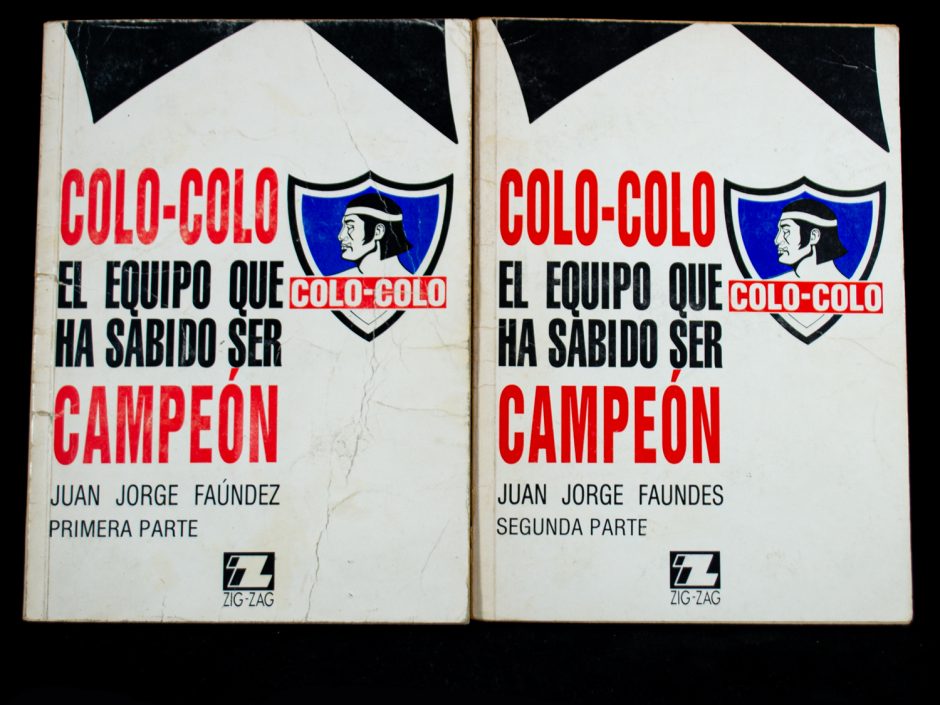 COLO-COLO
EL EQUIPO QUE
HA SABIDO SER
CAMPEÓN
COLO-COLO
JUAN JORGE FAÚNDEZ
PRIMERA PARTE
ZIG-ZAG
COLO-COLO
EL EQUIPO QUE
HA SABIDO SER
CAMPEÓN
COLO-COLO
JUAN JORGE FAUNDES
SEGUNDA PARTE
ZIG-ZAG